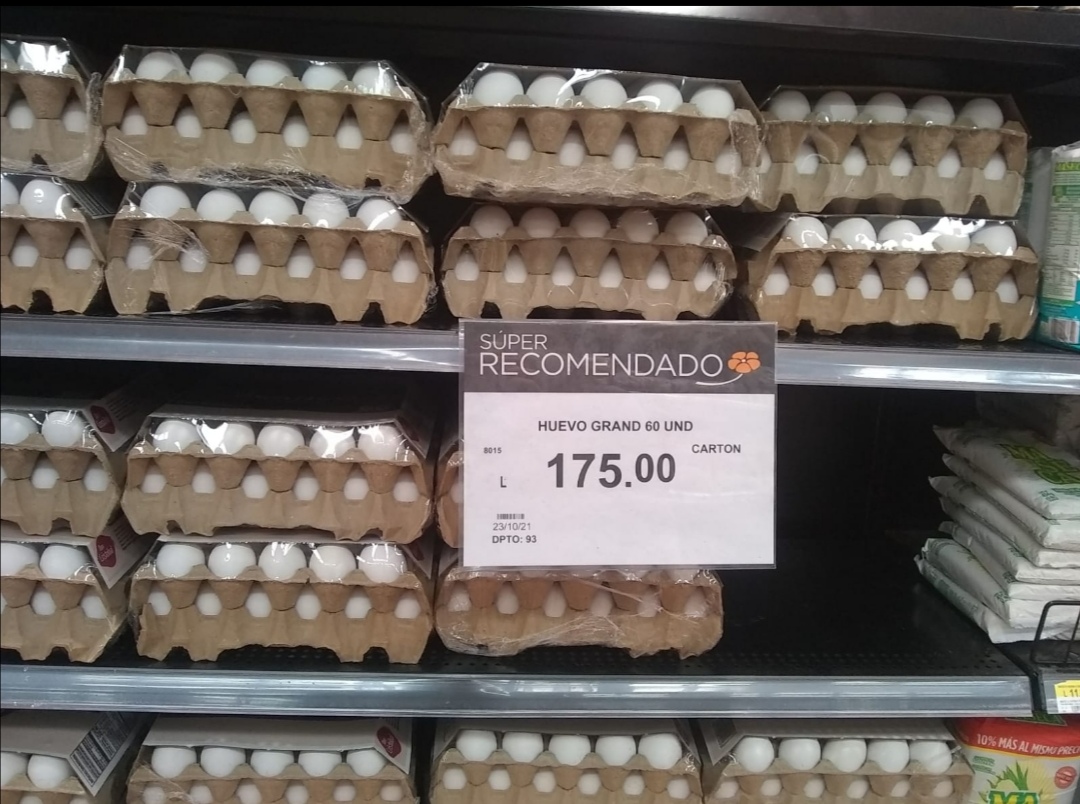 SÚPER
RECOMENDADO
HUEVO GRAND 60 UND
8015
CARTON
L 175.00
23/10/21
DPTO: 93
10% MÁS AL MISMO PRECIO